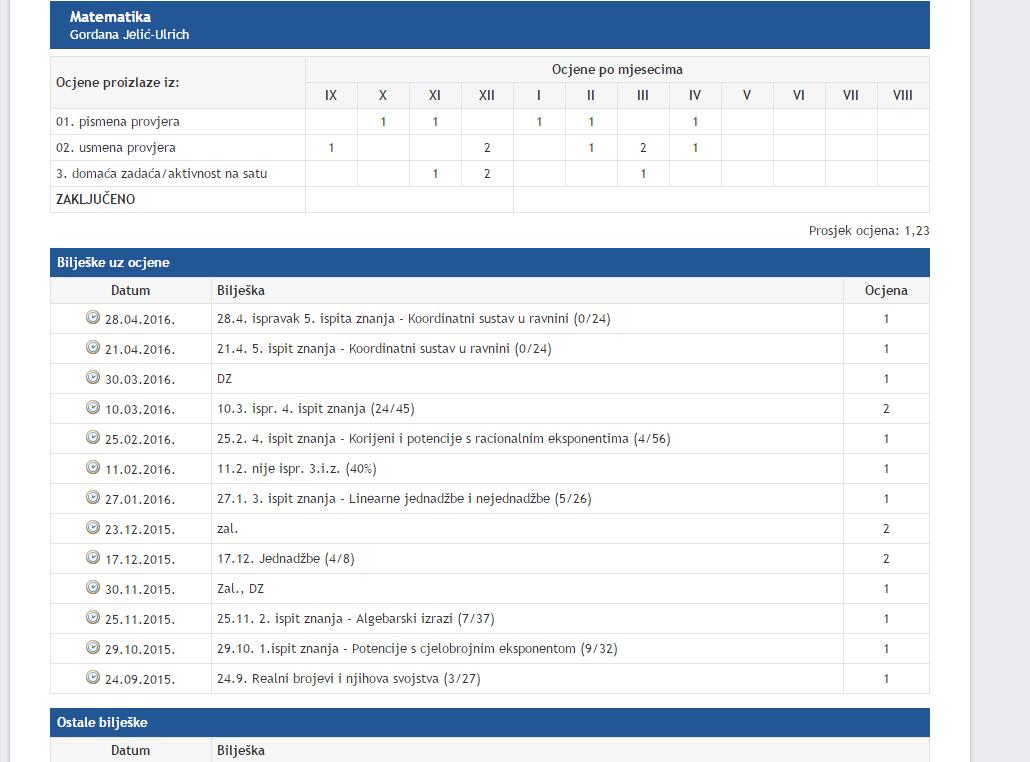 Matematika
Gordana Jelić-Ulrich
Ocjene proizlaze iz: Ocjene po mjesecima
IX X XI XII I II III IV V VI VII VIII
01. pismena provjera 1 1 1 1 1
02. usmena provjera 1 2 1 2 1
3. domaća zadaća/aktivnost na satu 1 2 1
ZAKLJUČENO
Prosjek ocjena: 1,23
Bilješke uz ocjene
Datum Bilješka Ocjena
28.04.2016. 28.4. ispravak 5. ispita znanja - Koordinatni sustav u ravnini (0/24) 1
21.04.2016. 21.4. 5. ispit znanja - Koordinatni sustav u ravnini (0/24) 1
30.03.2016. DZ 1
10.03.2016. 10.3. ispr. 4. ispit znanja (24/45) 2
25.02.2016. 25.2. 4. ispit znanja - Korijeni i potencije s racionalnim eksponentima (4/56) 1
11.02.2016. 11.2. nije ispr. 3.i.z. (40%) 1
27.01.2016. 27.1. 3. ispit znanja - Linearne jednadžbe i nejednadžbe (5/26) 1
23.12.2015. zal. 2
17.12.2015. 17.12. Jednadžbe (4/8) 2
30.11.2015. Zal., DZ 1
25.11.2015. 25.11. 2. ispit znanja - Algebarski izrazi (7/37) 1
29.10.2015. 29.10. 1.ispit znanja - Potencije s cjelobrojnim eksponentom (9/32) 1
24.09.2015. 24.9. Realni brojevi i njihova svojstva (3/27) 1
Ostale bilješke
Datum Bilješka